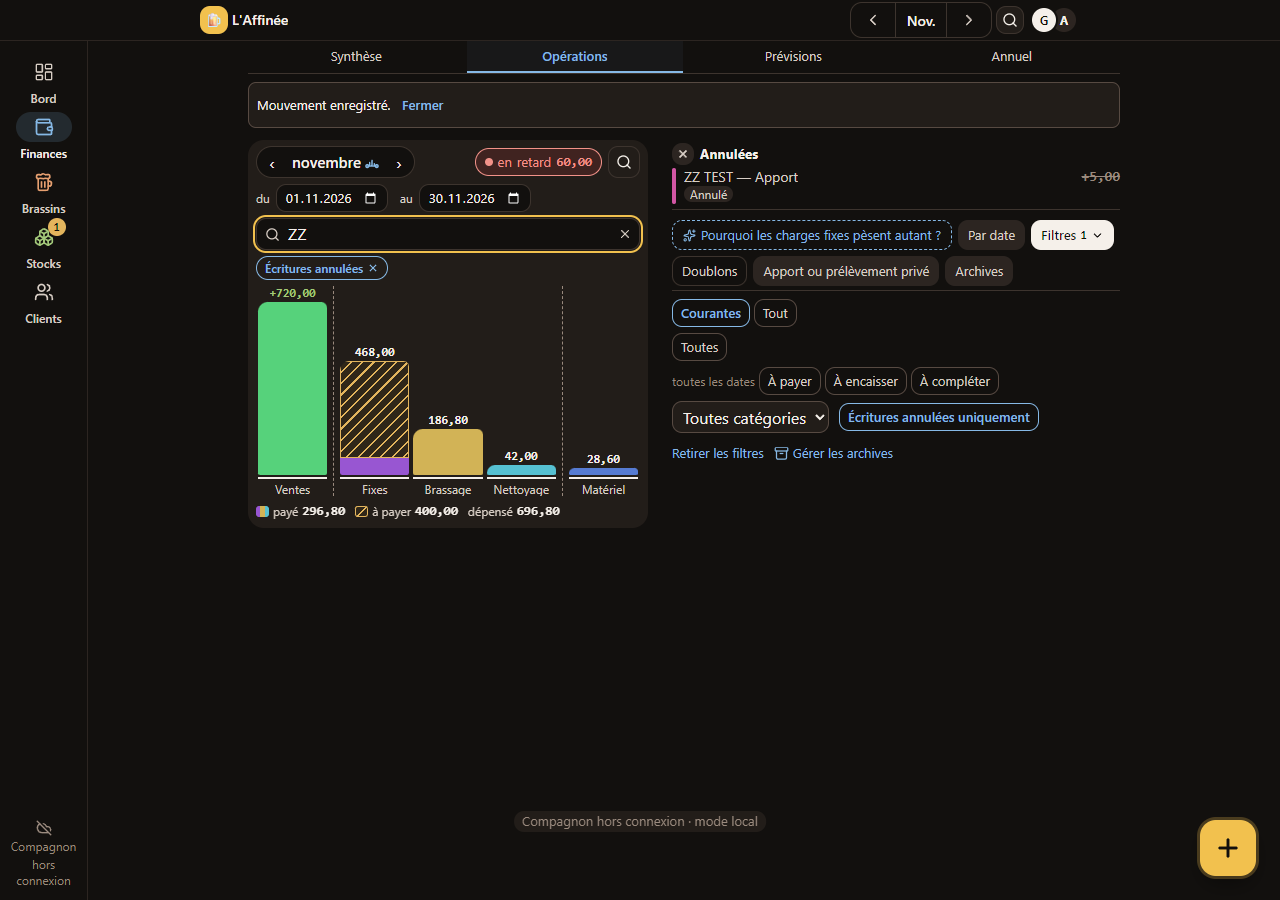 L'Affinée
Nov.
G A
Synthèse Opérations Prévisions Annuel
Bord
Finances
Brassins
1
Stocks
Clients
Mouvement enregistré. Fermer
novembre
en retard 60,00
du 01.11.2026 au 30.11.2026
ZZ
Écritures annulées
+720,00
468,00
186,80
42,00
28,60
Ventes Fixes Brassage Nettoyage Matériel
payé 296,80 à payer 400,00 dépensé 696,80
Annulées
ZZ TEST — Apport +5,00
Annulé
Pourquoi les charges fixes pèsent autant ? Par date Filtres 1
Doublons Apport ou prélèvement privé Archives
Courantes Tout
Toutes
toutes les dates À payer À encaisser À compléter
Toutes catégories Écritures annulées uniquement
Retirer les filtres Gérer les archives
Compagnon hors connexion · mode local
Compagnon
hors
connexion